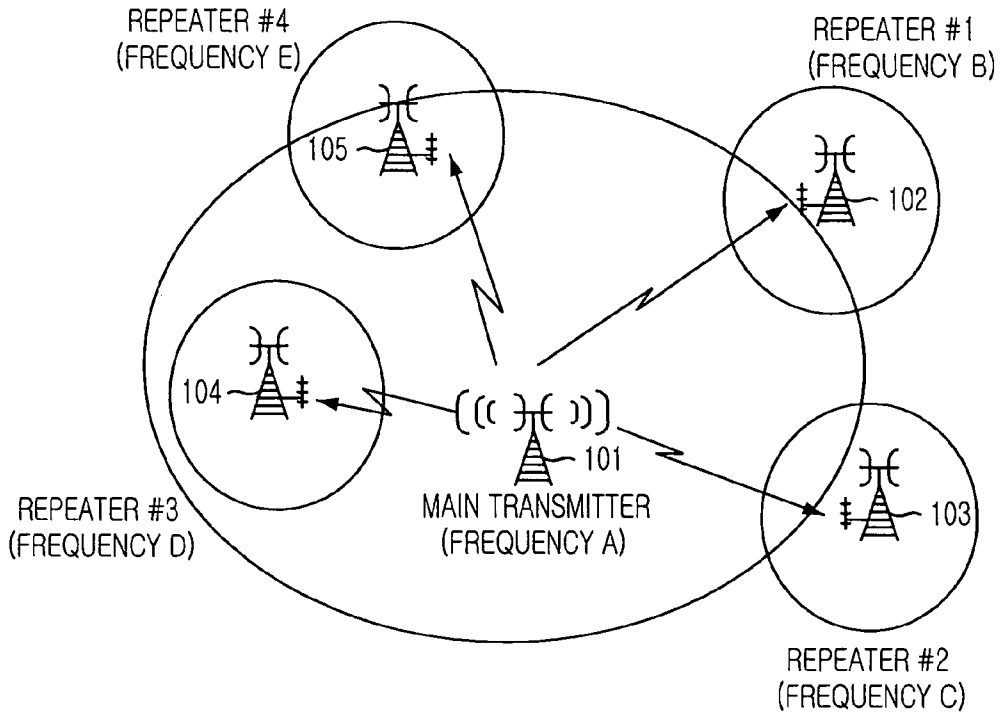 REPEATER #4
(FREQUENCY E)
REPEATER #1
(FREQUENCY B)
105
102
104
101
MAIN TRANSMITTER
(FREQUENCY A)
REPEATER #3
(FREQUENCY D)
103
REPEATER #2
(FREQUENCY C)